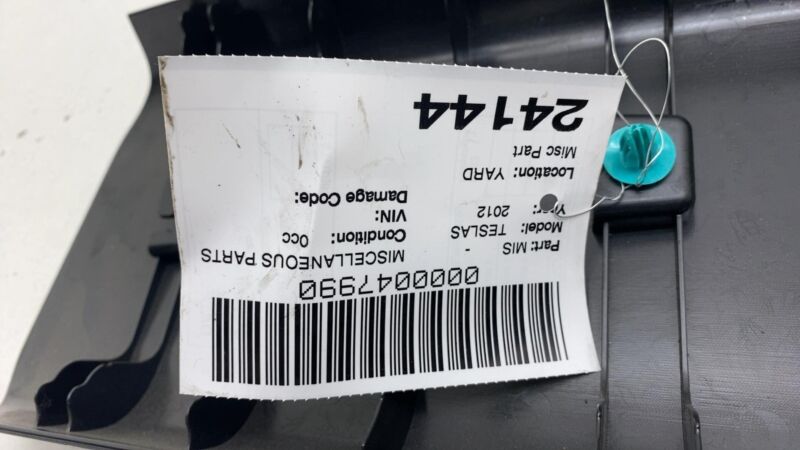 0000047990
Part: MIS - MISCELLANEOUS PARTS
Model: TESLAS Condition: 0cc
Year: 2012 VIN:
Damage Code:
Location: YARD
Misc Part
24144